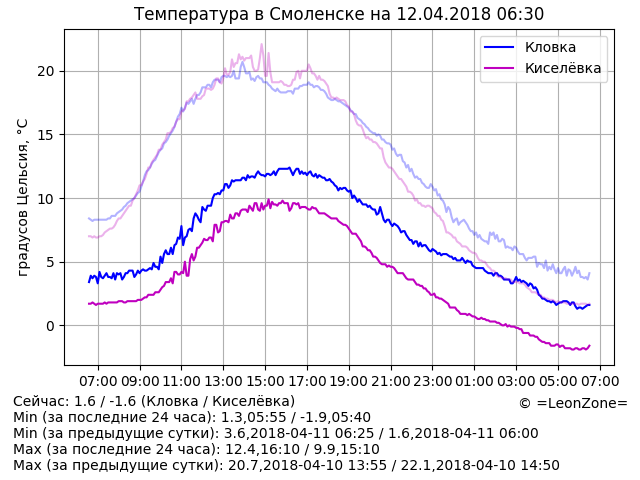 Температура в Смоленске на 12.04.2018 06:30
Кловка
Киселёвка
градусов Цельсия, °C
20
15
10
5
0
07:00 09:00 11:00 13:00 15:00 17:00 19:00 21:00 23:00 01:00 03:00 05:00 07:00
Сейчас: 1.6 / -1.6 (Кловка / Киселёвка)
© =LeonZone=
Min (за последние 24 часа): 1.3,05:55 / -1.9,05:40
Min (за предыдущие сутки): 3.6,2018-04-11 06:25 / 1.6,2018-04-11 06:00
Max (за последние 24 часа): 12.4,16:10 / 9.9,15:10
Max (за предыдущие сутки): 20.7,2018-04-10 13:55 / 22.1,2018-04-10 14:50